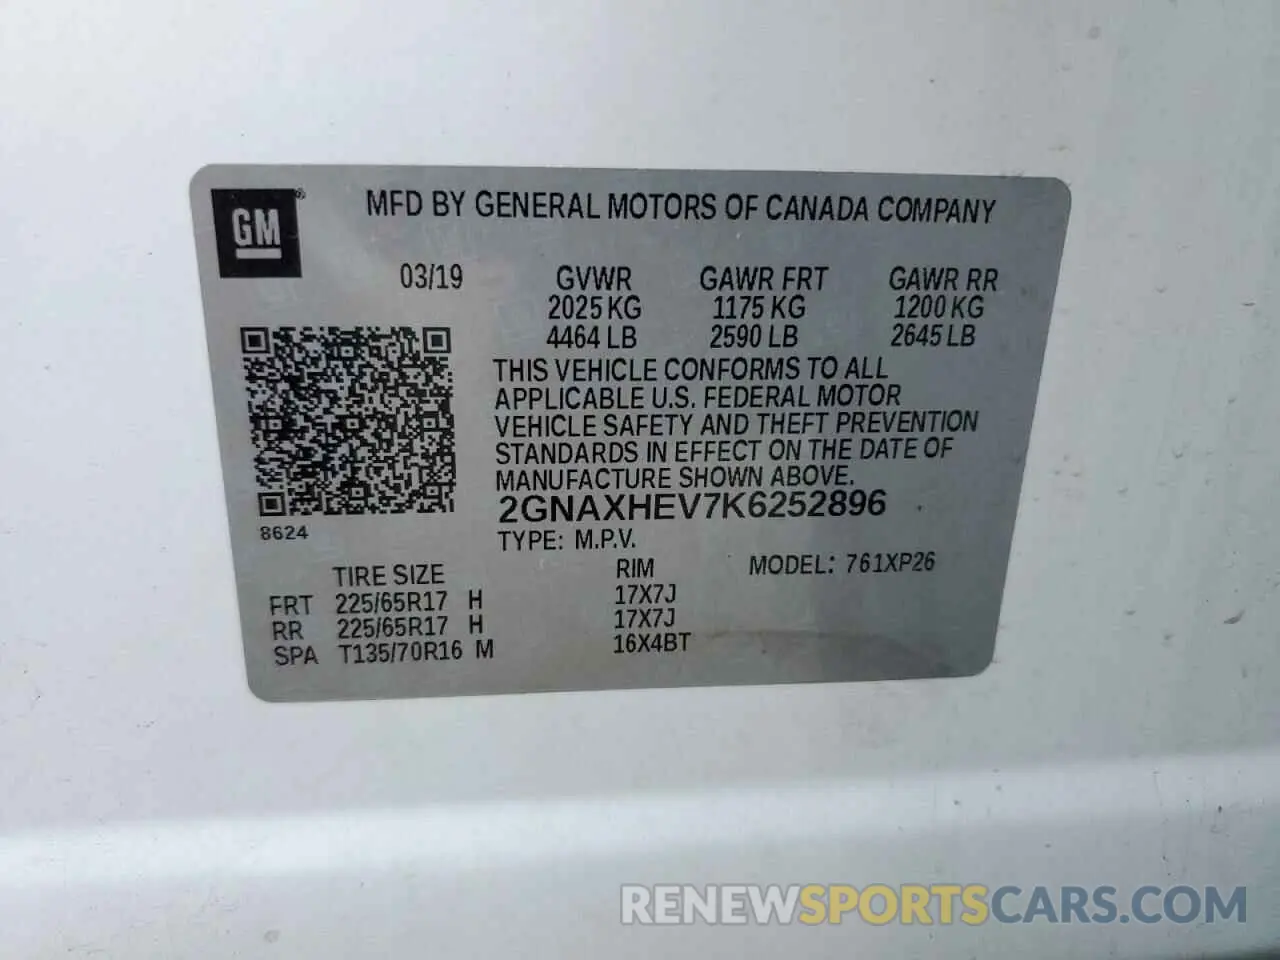 GM ®
MFD BY GENERAL MOTORS OF CANADA COMPANY
03/19 GVWR GAWR FRT GAWR RR
2025 KG 1175 KG 1200 KG
4464 LB 2590 LB 2645 LB
THIS VEHICLE CONFORMS TO ALL
APPLICABLE U.S. FEDERAL MOTOR
VEHICLE SAFETY AND THEFT PREVENTION
STANDARDS IN EFFECT ON THE DATE OF
MANUFACTURE SHOWN ABOVE.
2GNAXHEV7K6252896
8624
TYPE: M.P.V.
TIRE SIZE RIM MODEL: 761XP26
FRT 225/65R17 H 17X7J
RR 225/65R17 H 17X7J
SPA T135/70R16 M 16X4BT
RENEWSPORTSCARS.COM